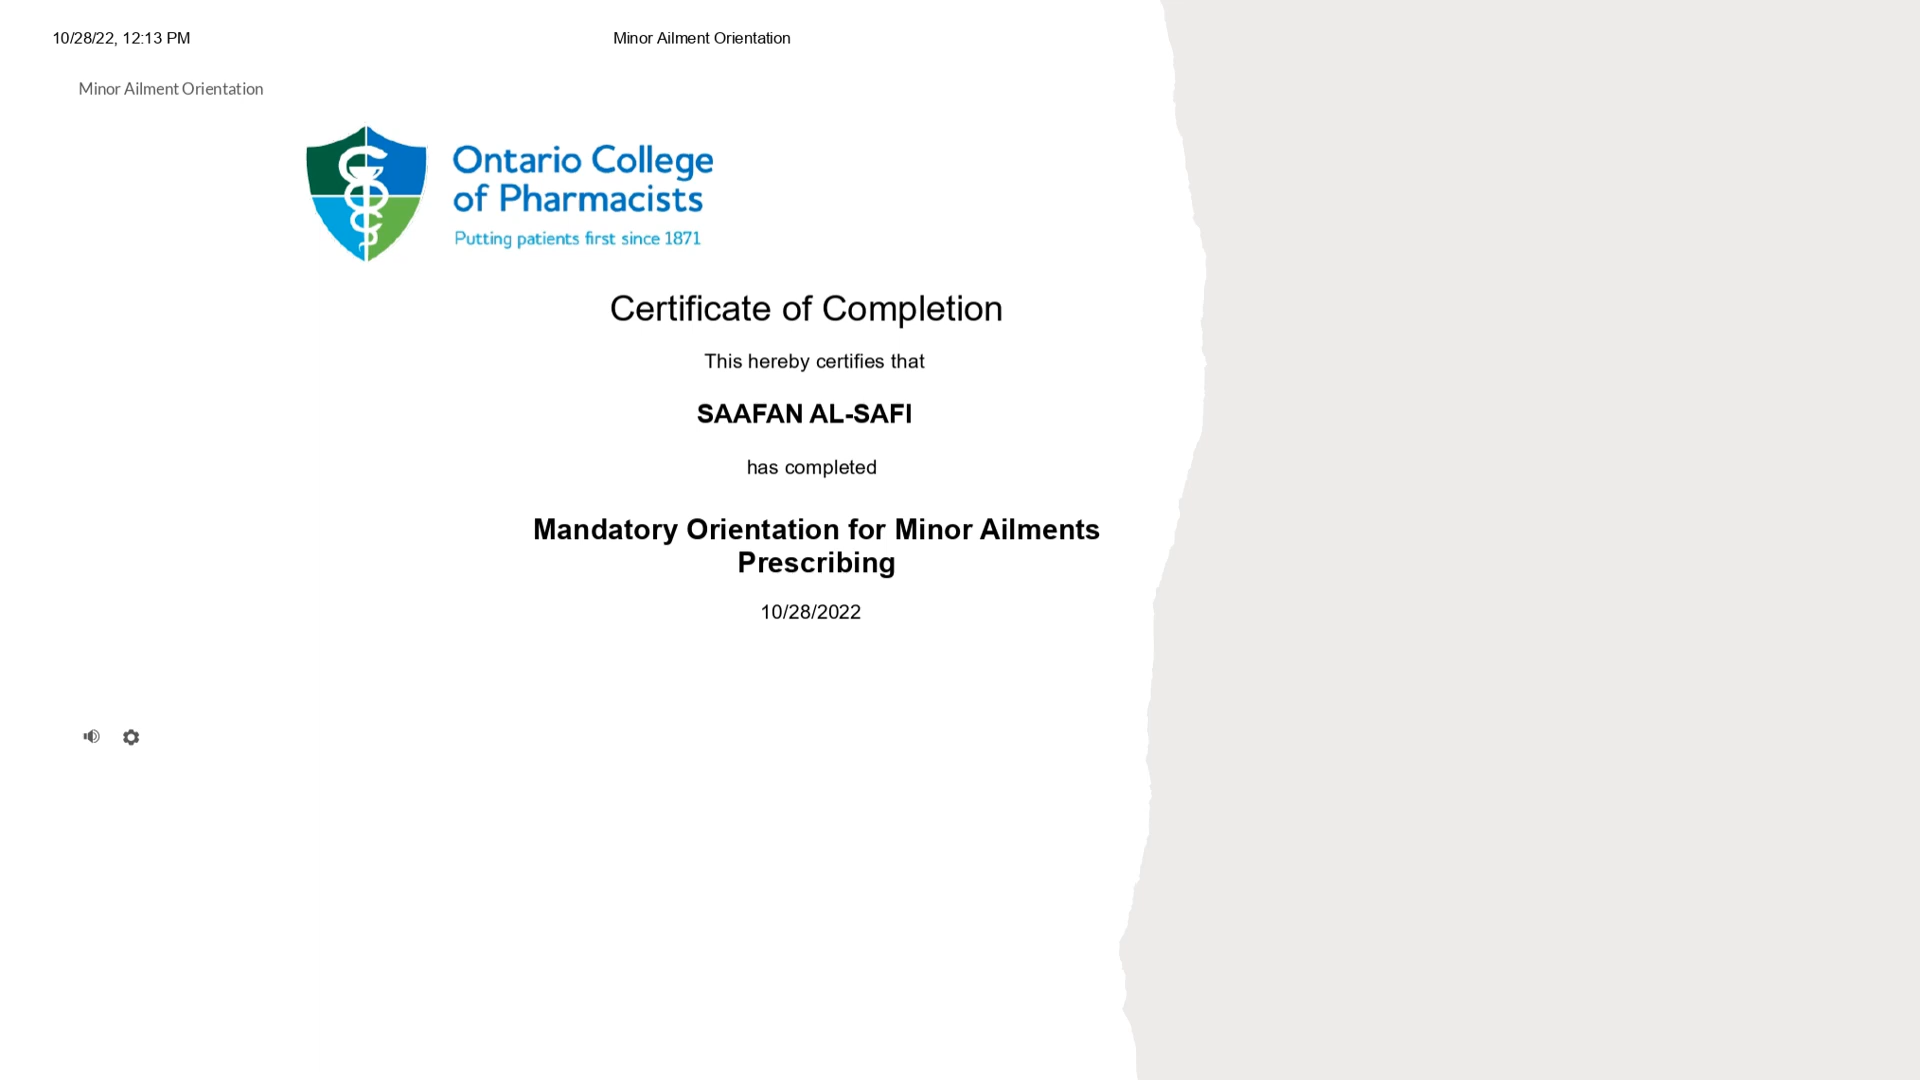 10/28/22, 12:13 PM
Minor Ailment Orientation
Minor Ailment Orientation
Ontario College
of Pharmacists
Putting patients first since 1871
Certificate of Completion
This hereby certifies that
SAAFAN AL-SAFI
has completed
Mandatory Orientation for Minor Ailments
Prescribing
10/28/2022